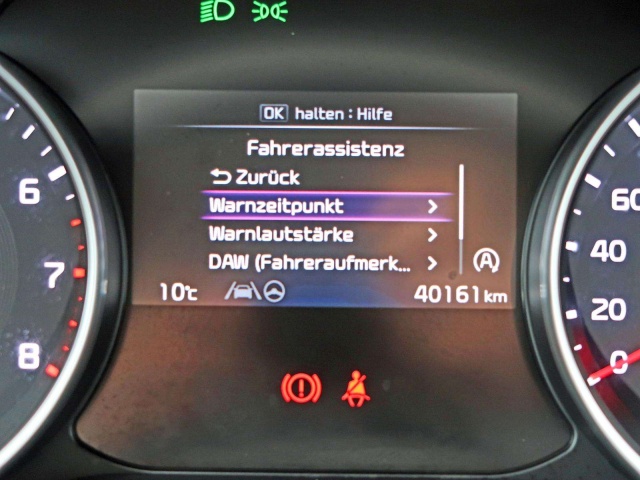 OK halten : Hilfe
Fahrerassistenz
Zurück
Warnzeitpunkt
Warnlautstärke
DAW (Fahreraufmerk...
A
10℃
40161 km
6
7
8
60
40
20
0